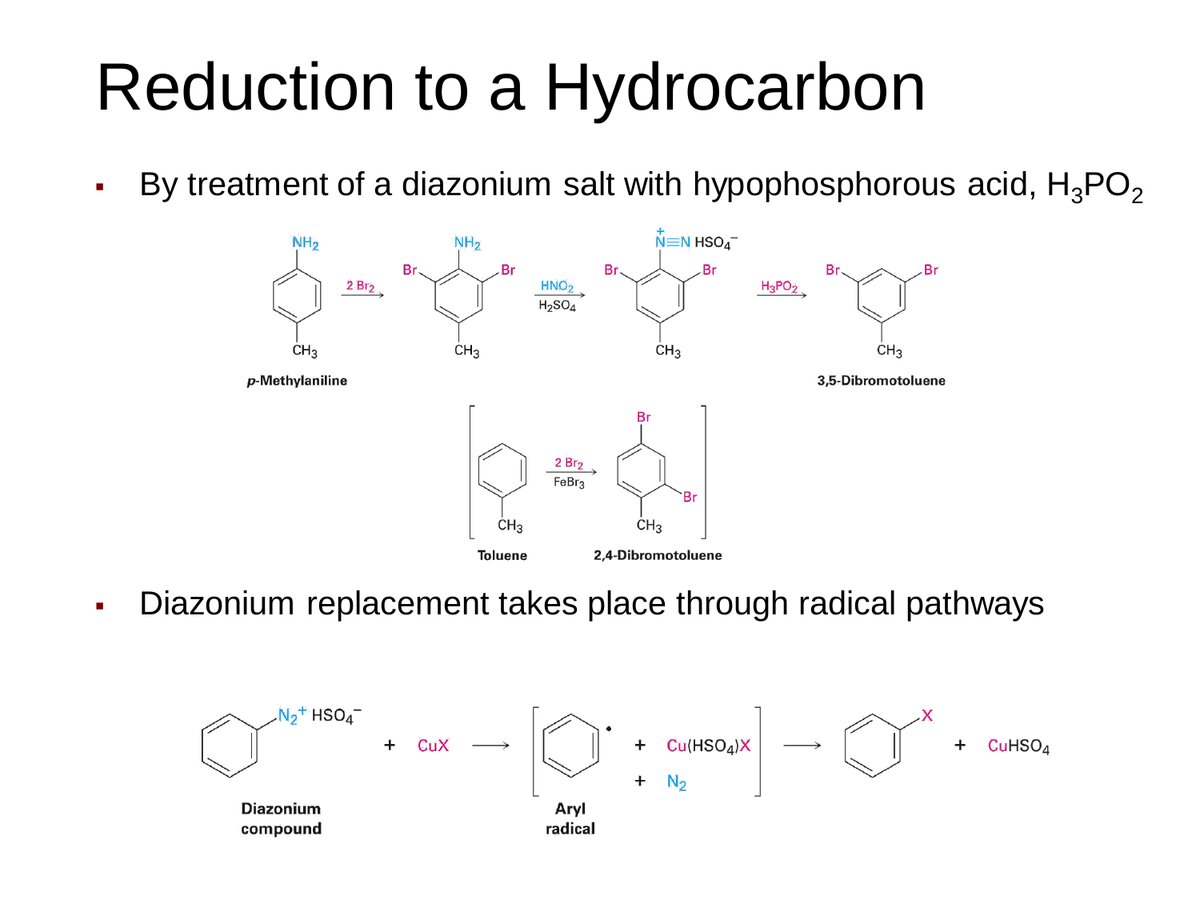 Reduction to a Hydrocarbon
▪ By treatment of a diazonium salt with hypophosphorous acid, H₃PO₂
NH₂ NH₂ N⁺≡N HSO₄⁻
Br Br Br Br Br Br
2 Br₂ HNO₂ H₃PO₂
H₂SO₄
CH₃ CH₃ CH₃ CH₃
p-Methylaniline 3,5-Dibromotoluene
Br
2 Br₂
FeBr₃
Br
CH₃ CH₃
Toluene 2,4-Dibromotoluene
▪ Diazonium replacement takes place through radical pathways
N₂⁺ HSO₄⁻ X
+ CuX + Cu(HSO₄)X + CuHSO₄
+ N₂
Diazonium Aryl
compound radical